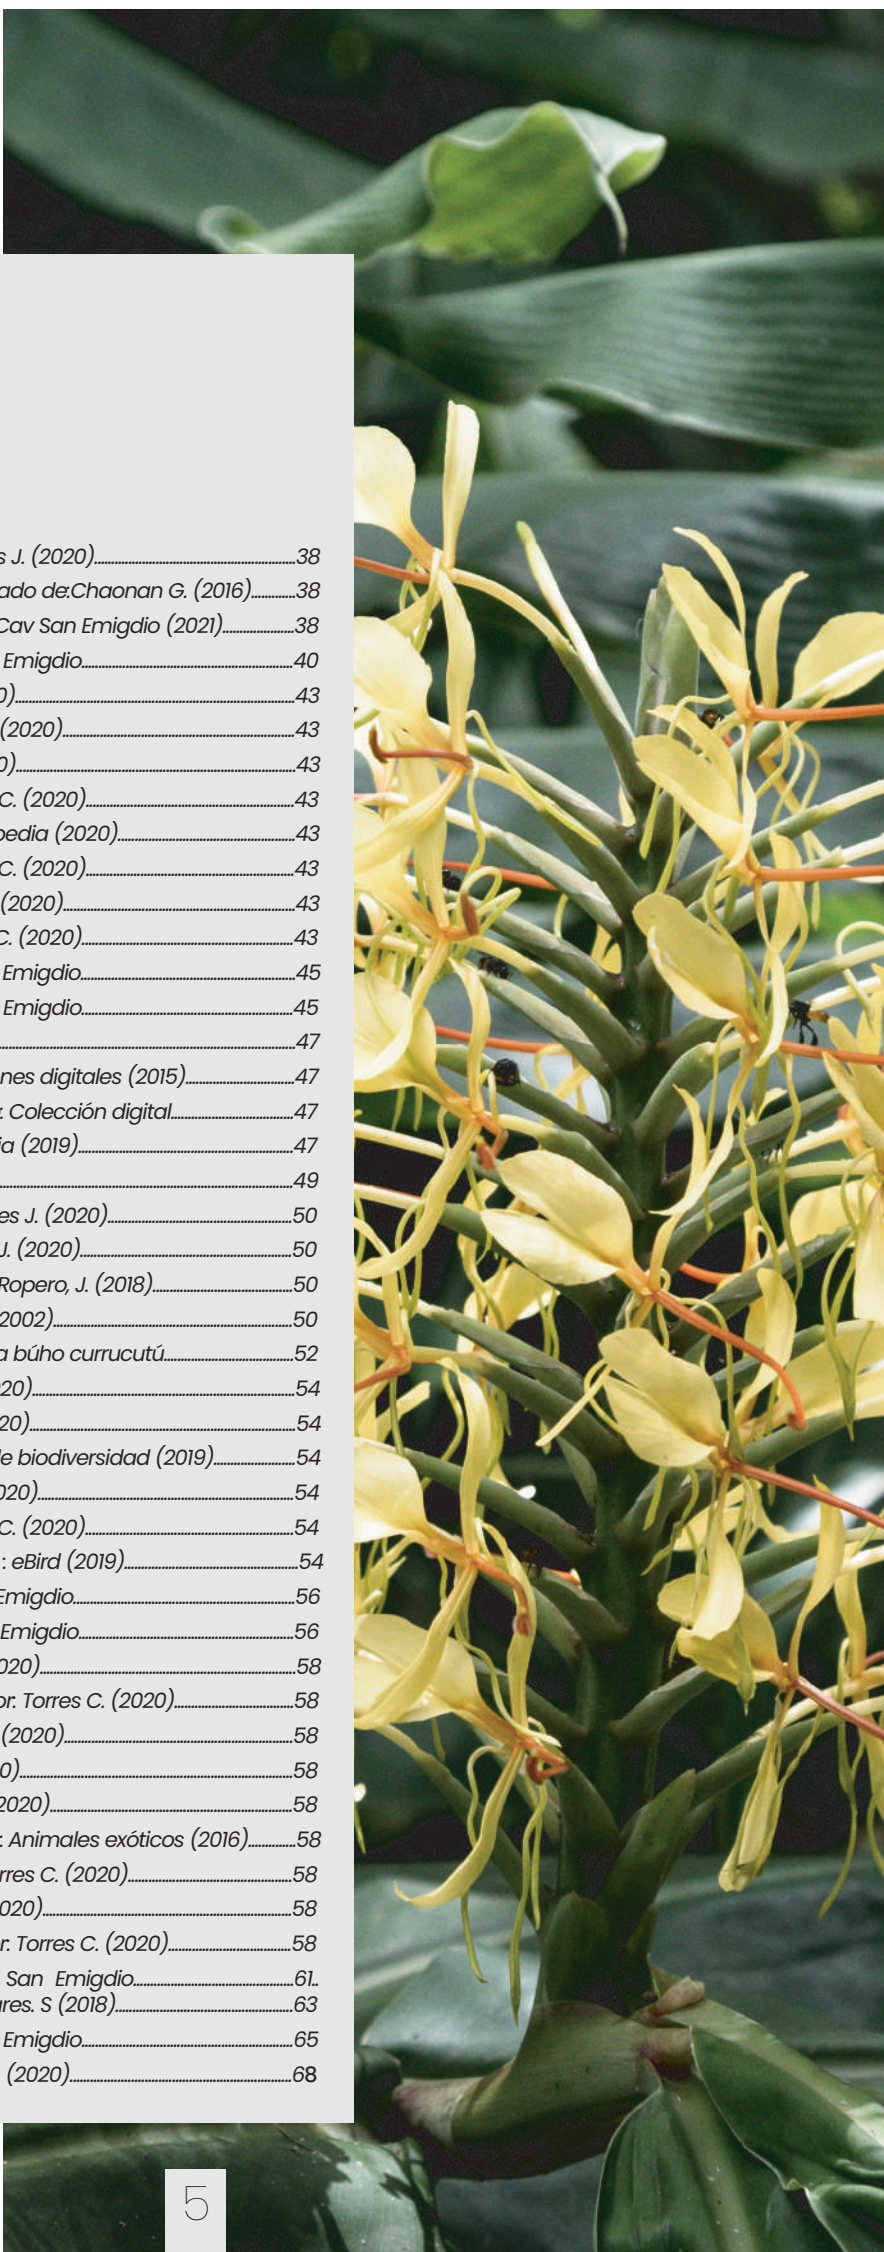 s J. (2020)....................38
ado de:Chaonan G. (2016)....................38
Cav San Emigdio (2021)....................38
Emigdio....................40
0)....................43
(2020)....................43
0)....................43
C. (2020)....................43
pedia (2020)....................43
C. (2020)....................43
(2020)....................43
C. (2020)....................43
Emigdio....................45
Emigdio....................45
....................47
nes digitales (2015)....................47
: Colección digital....................47
ia (2019)....................47
....................49
es J. (2020)....................50
J. (2020)....................50
Ropero, J. (2018)....................50
2002)....................50
a búho currucutú....................52
020)....................54
20)....................54
le biodiversidad (2019)....................54
020)....................54
C. (2020)....................54
: eBird (2019)....................54
Emigdio....................56
Emigdio....................56
020)....................58
or. Torres C. (2020)....................58
(2020)....................58
0)....................58
2020)....................58
: Animales exóticos (2016)....................58
rres C. (2020)....................58
020)....................58
r. Torres C. (2020)....................58
San Emigdio....................61..
res. S (2018)....................63
Emigdio....................65
(2020)....................68
5